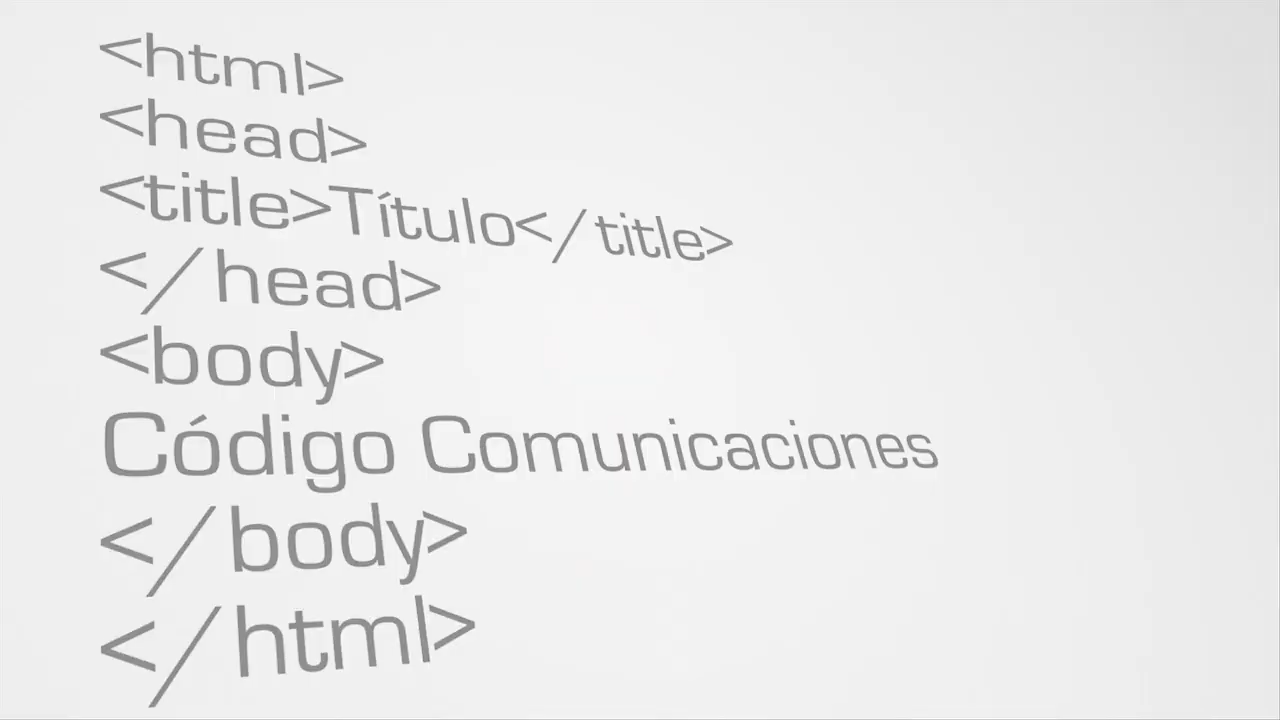 <html>
<head>
<title>Título</title>
</head>
<body>
Código Comunicaciones
</body>
</html>